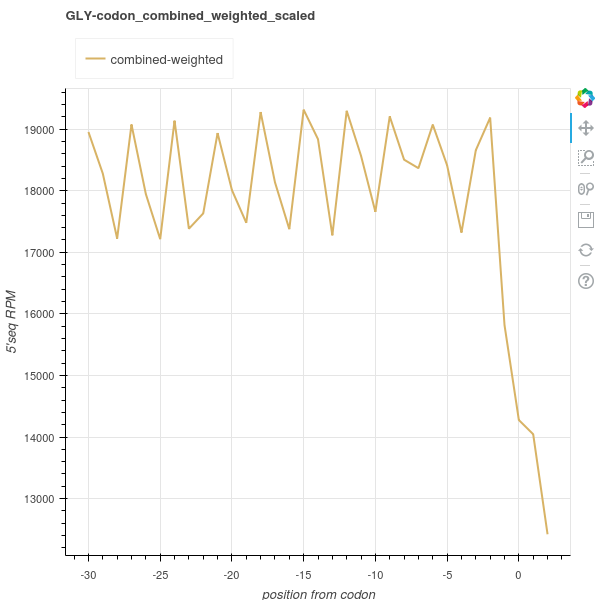 GLY-codon_combined_weighted_scaled
combined-weighted
19000
18000
17000
16000
15000
14000
13000
5'seq RPM
-30 -25 -20 -15 -10 -5 0
position from codon